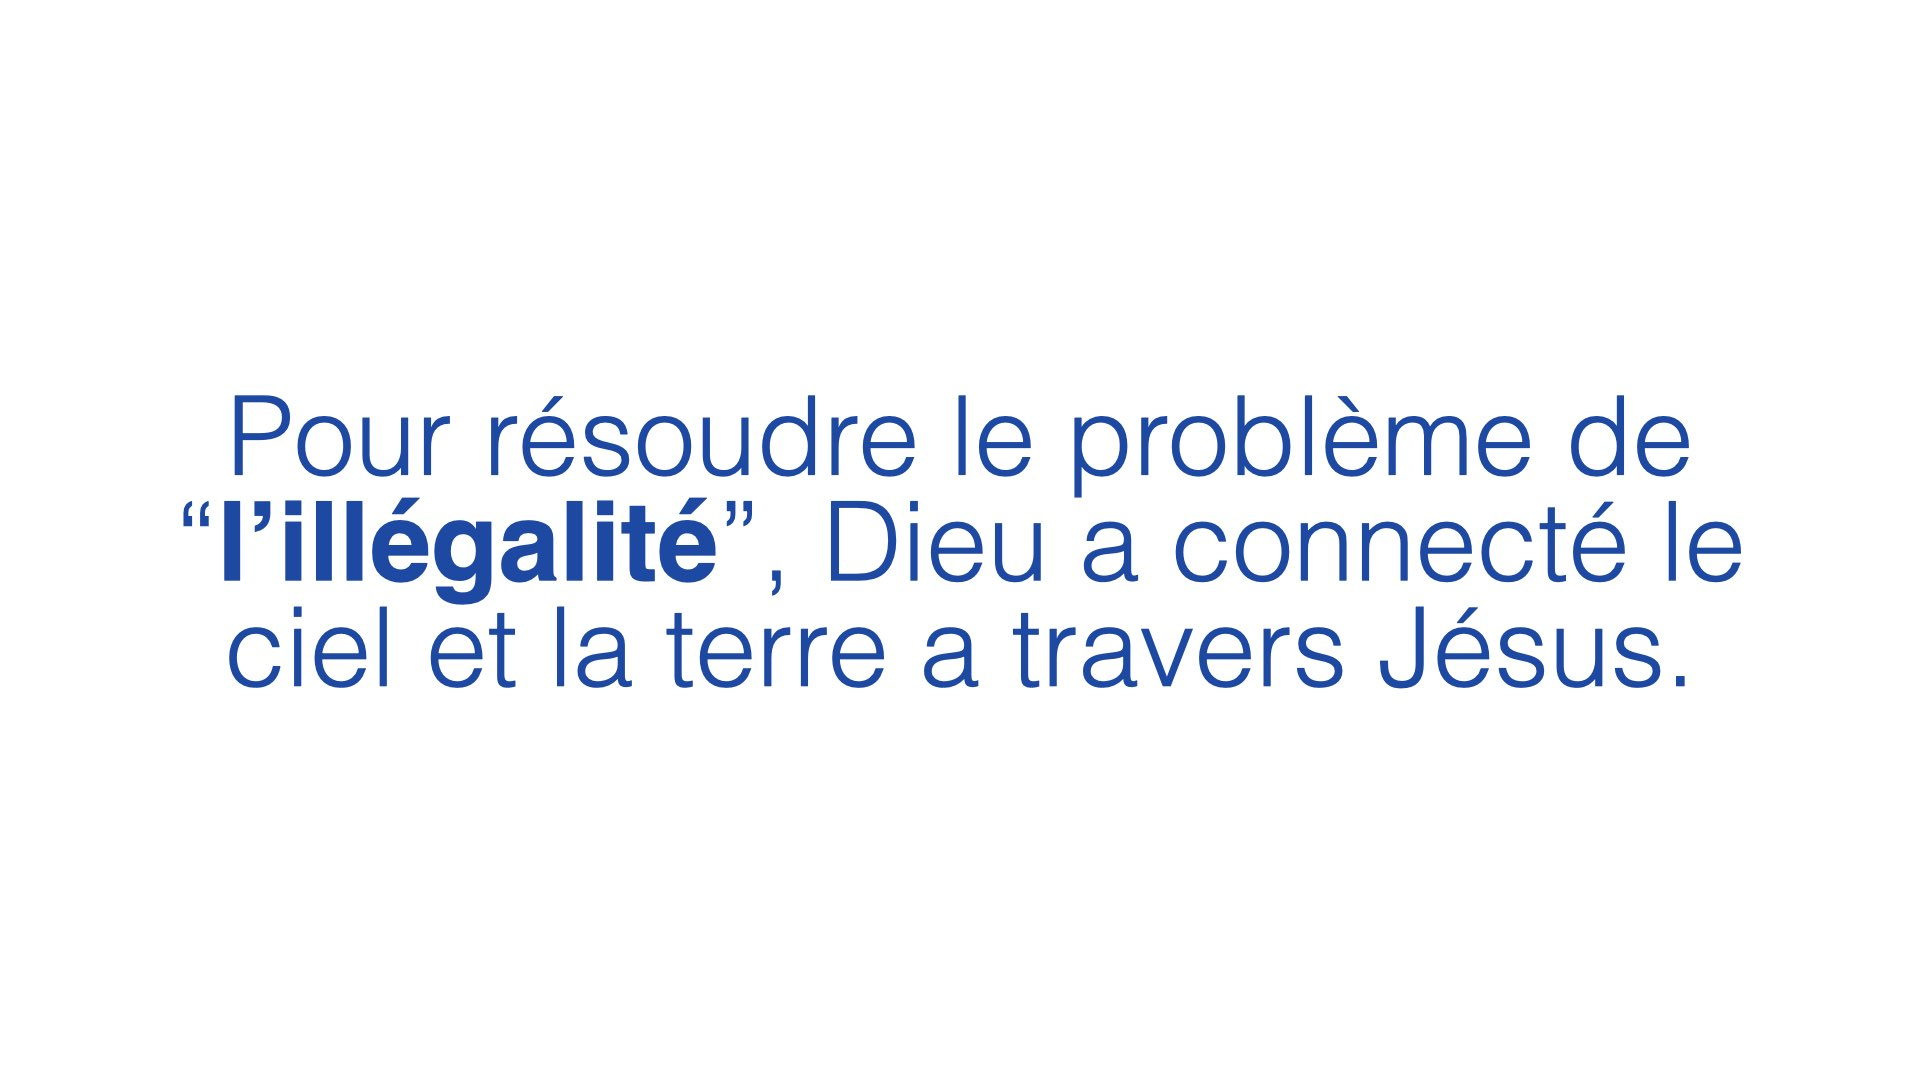 Pour résoudre le problème de
“l’illégalité”, Dieu a connecté le
ciel et la terre a travers Jésus.